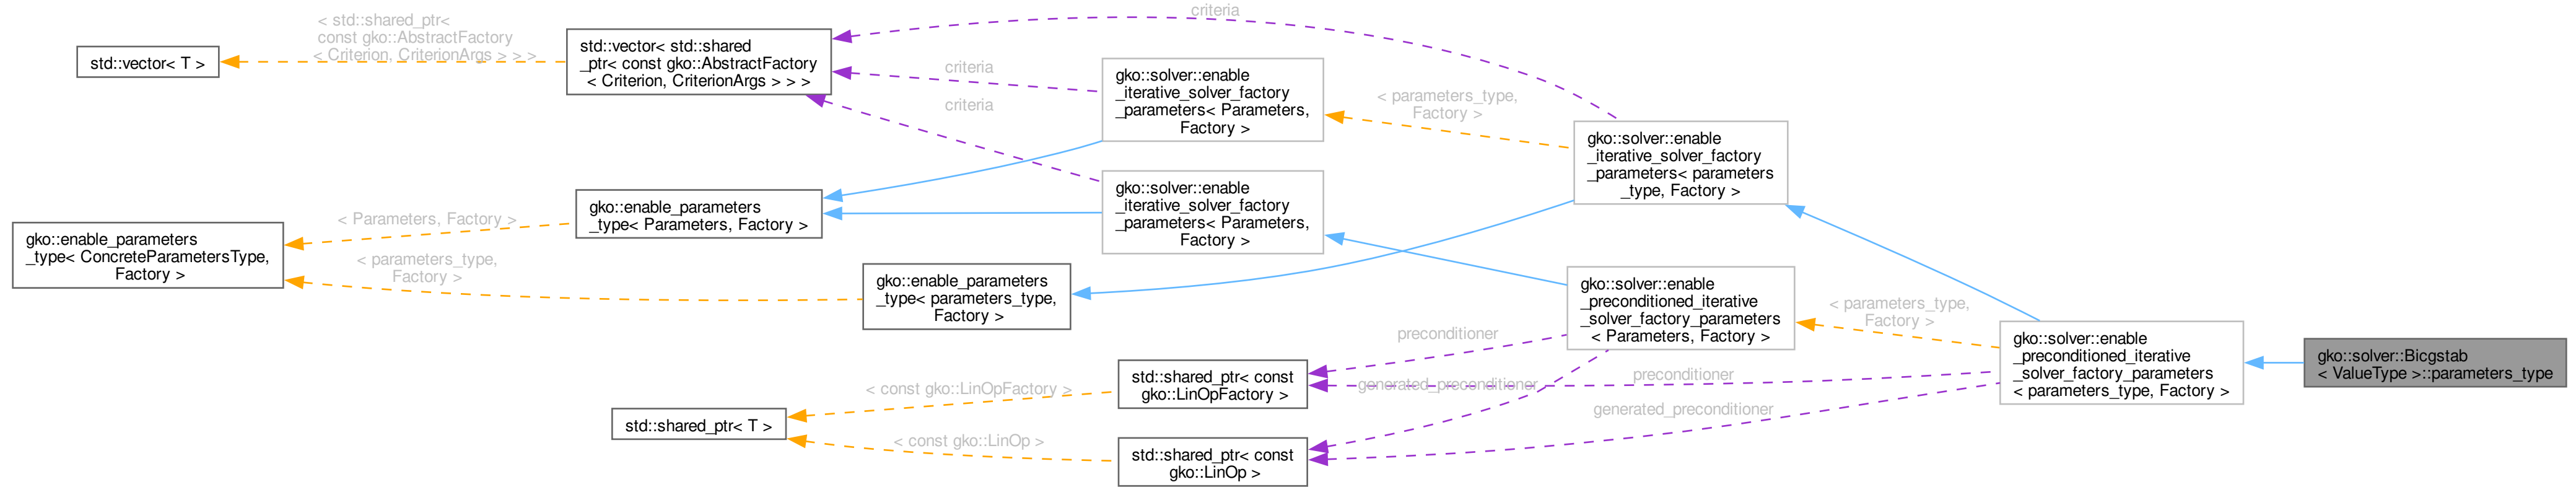 std::vector< T >
< std::shared_ptr<
const gko::AbstractFactory
< Criterion, CriterionArgs > > >
std::vector< std::shared
_ptr< const gko::AbstractFactory
< Criterion, CriterionArgs > > >
criteria
criteria
criteria
gko::solver::enable
_iterative_solver_factory
_parameters< Parameters,
Factory >
< parameters_type,
Factory >
gko::solver::enable
_iterative_solver_factory
_parameters< parameters
_type, Factory >
gko::enable_parameters
_type< ConcreteParametersType,
Factory >
< Parameters, Factory >
< parameters_type,
Factory >
gko::enable_parameters
_type< Parameters, Factory >
gko::solver::enable
_iterative_solver_factory
_parameters< Parameters,
Factory >
gko::enable_parameters
_type< parameters_type,
Factory >
gko::solver::enable
_preconditioned_iterative
_solver_factory_parameters
< Parameters, Factory >
< parameters_type,
Factory >
gko::solver::enable
_preconditioned_iterative
_solver_factory_parameters
< parameters_type, Factory >
gko::solver::Bicgstab
< ValueType >::parameters_type
preconditioner
preconditioner
generated_preconditioner
generated_preconditioner
std::shared_ptr< const
gko::LinOpFactory >
< const gko::LinOpFactory >
std::shared_ptr< T >
< const gko::LinOp >
std::shared_ptr< const
gko::LinOp >